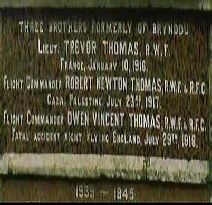 THREE BROTHERS FORMERLY OF BRYNDDU
LIEUT. TREVOR THOMAS, R.W.F.
FRANCE, JANUARY 10, 1916.
FLIGHT COMMANDER ROBERT NEWTON THOMAS, R.W.F. & R.F.C.
GAZA, PALESTINE JULY 23RD, 1917.
FLIGHT COMMANDER OWEN VINCENT THOMAS, R.W.F. & R.F.C.
FATAL ACCIDENT NIGHT FLYING ENGLAND, JULY 29TH, 1918.
1939 — 1945